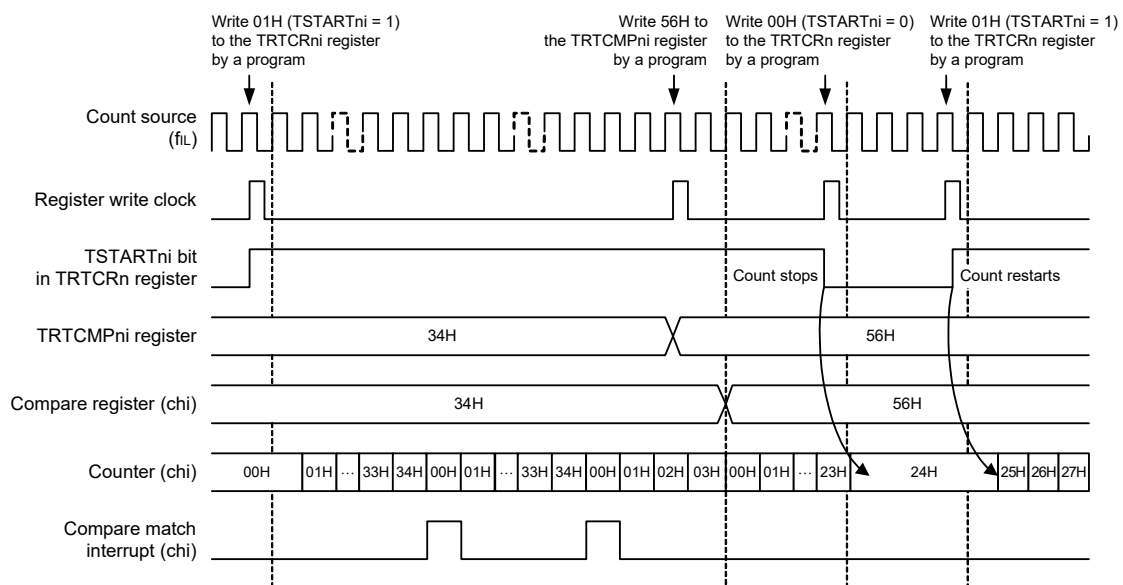 Write 01H (TSTARTni = 1)
to the TRTCRni register
by a program
Write 56H to
the TRTCMPni register
by a program
Write 00H (TSTARTni = 0)
to the TRTCRn register
by a program
Write 01H (TSTARTni = 1)
to the TRTCRn register
by a program
Count source
(fIL)
Register write clock
TSTARTni bit
in TRTCRn register
Count stops
Count restarts
TRTCMPni register
34H
56H
Compare register (chi)
34H
56H
Counter (chi)
00H 01H ... 33H 34H 00H 01H ... 33H 34H 00H 01H 02H 03H 00H 01H ... 23H 24H 25H 26H 27H
Compare match
interrupt (chi)